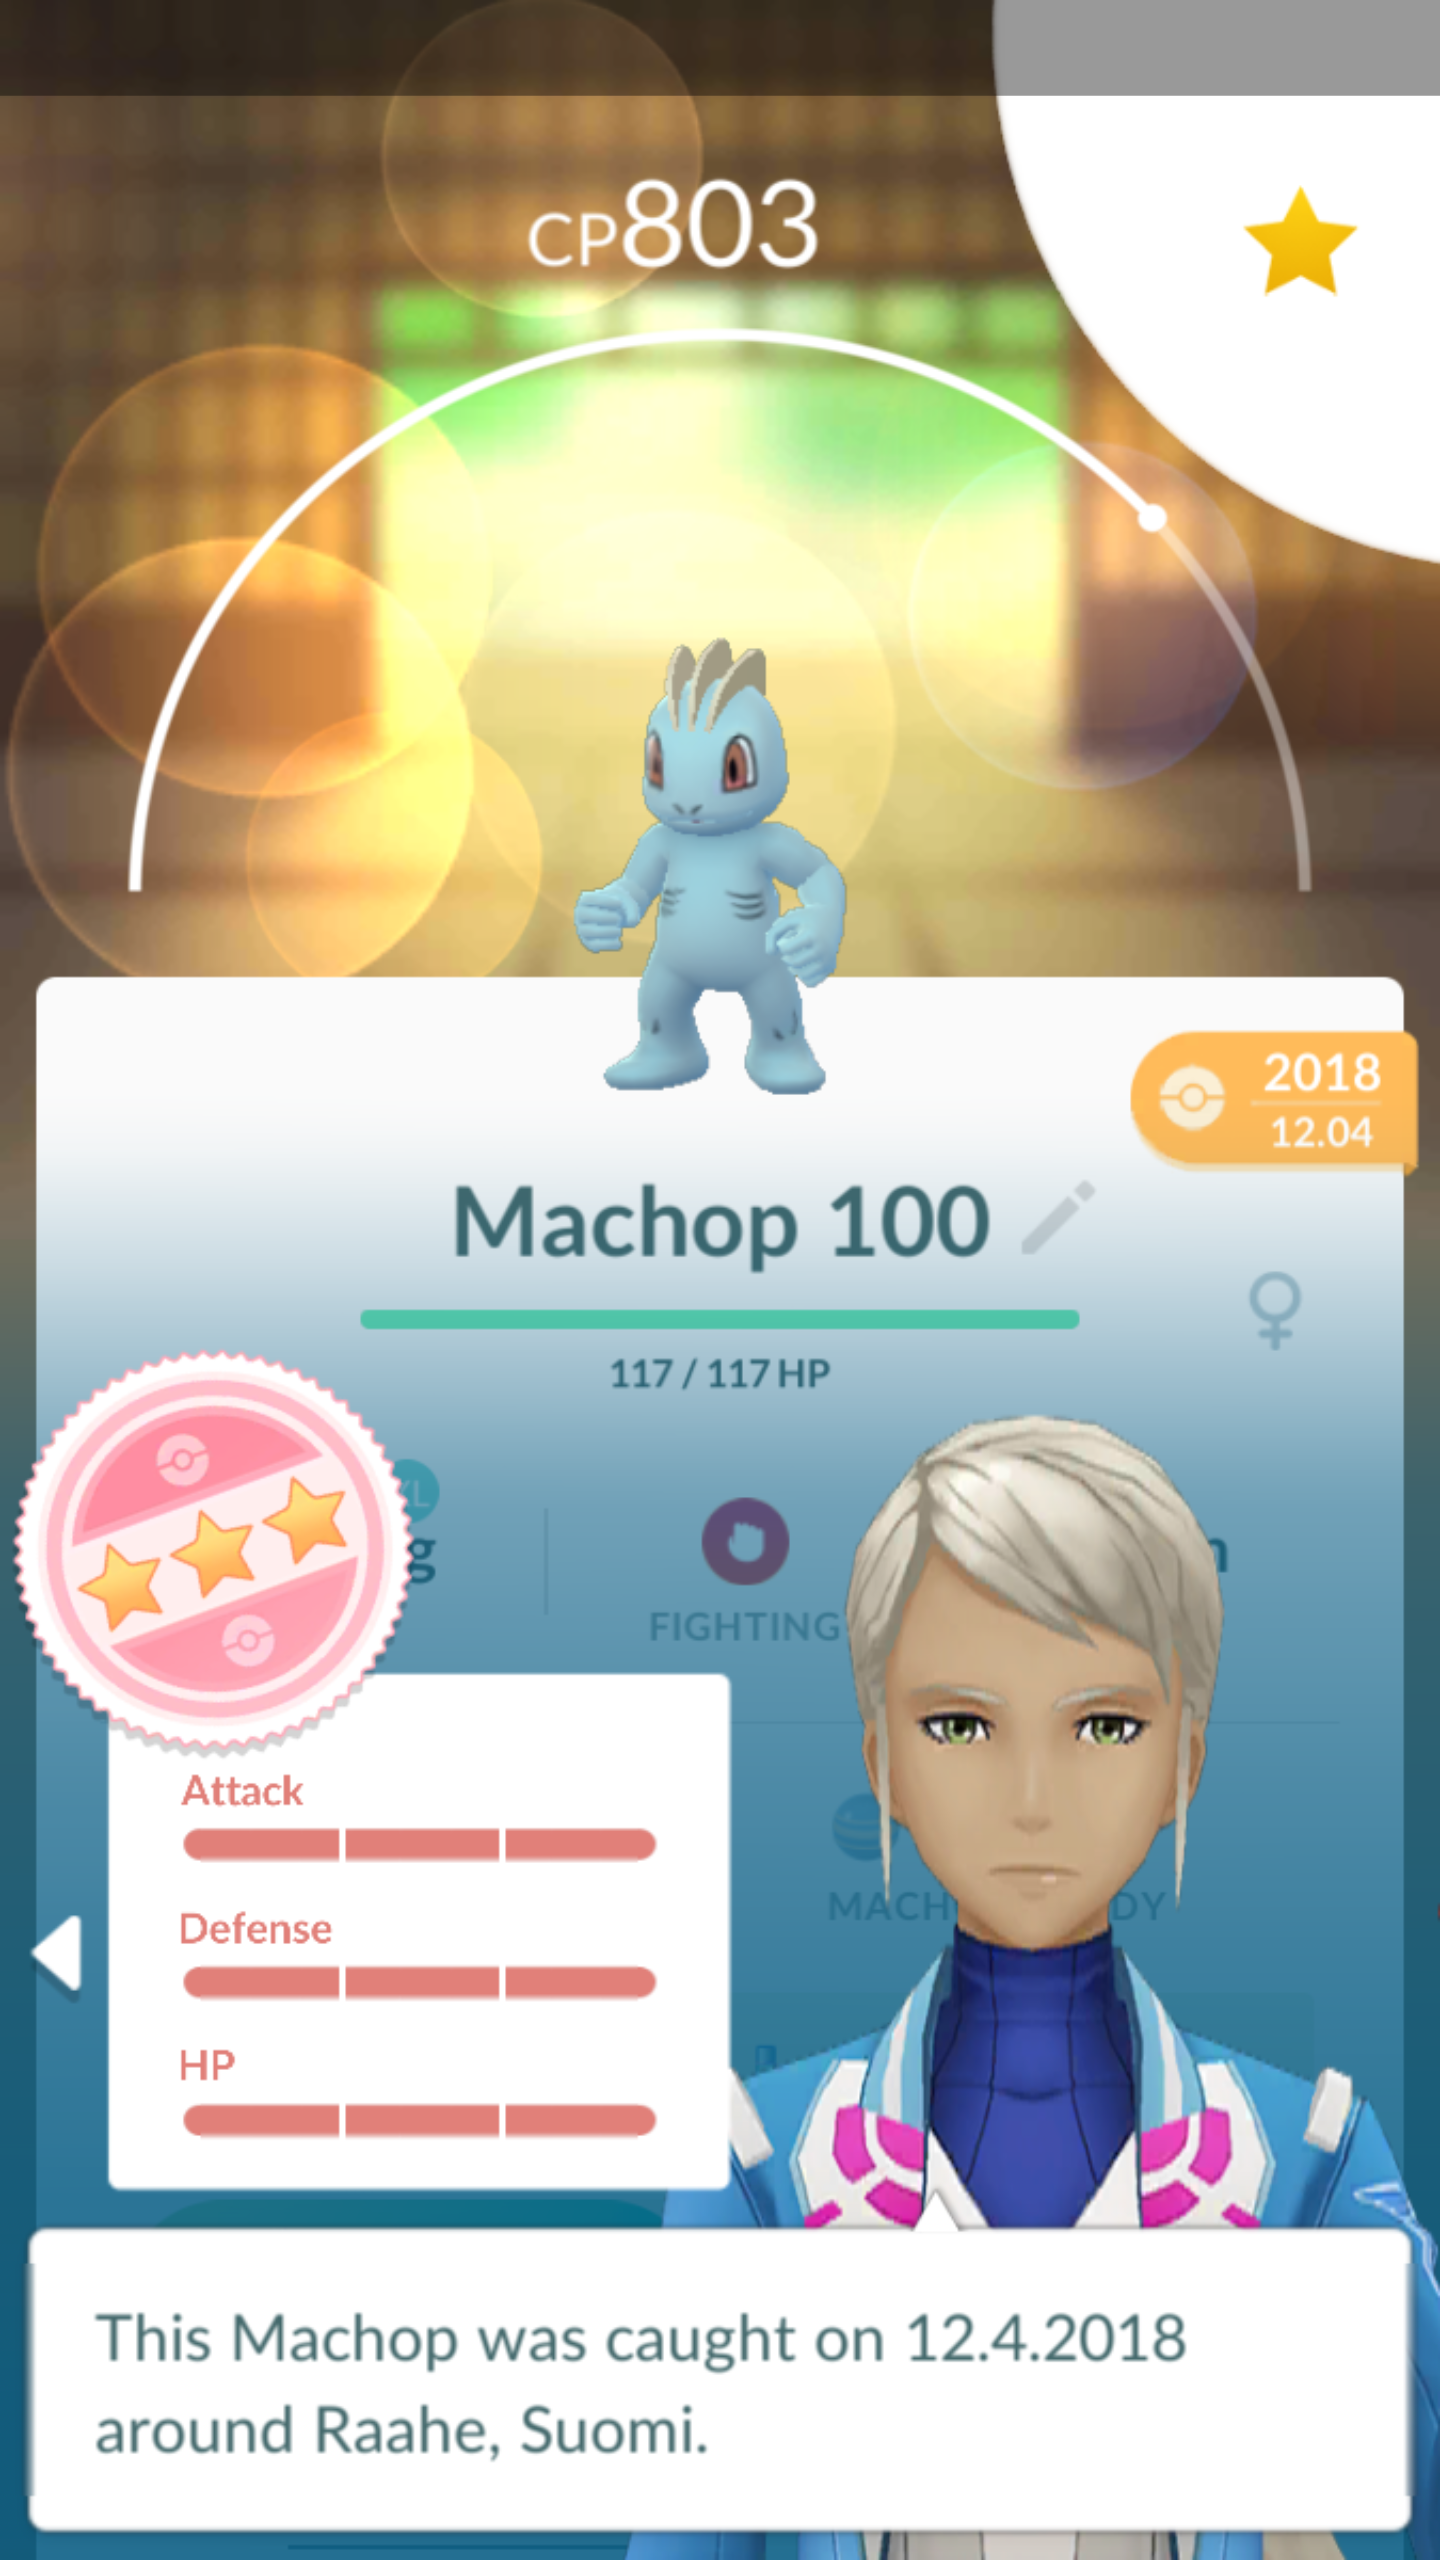 CP803
2018
12.04
Machop 100
117 / 117 HP
XL
FIGHTING
Attack
Defense
HP
This Machop was caught on 12.4.2018
around Raahe, Suomi.